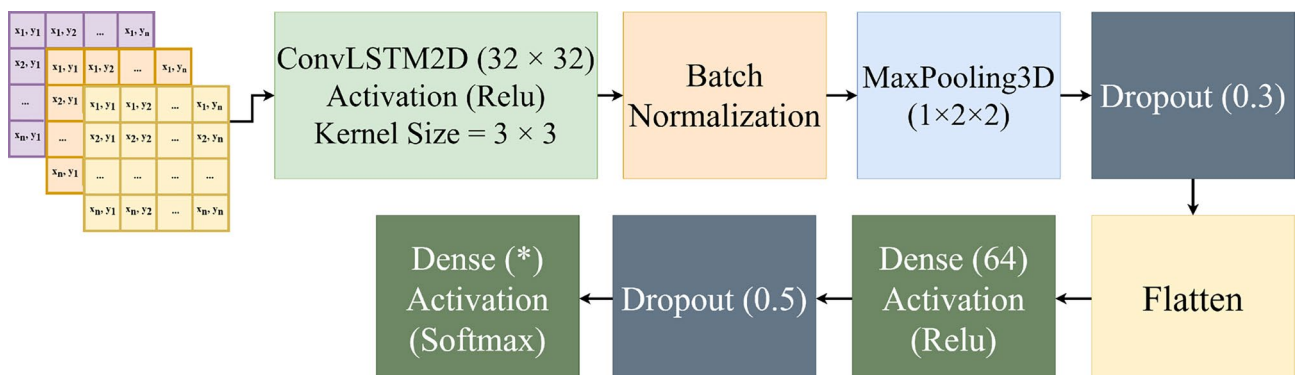 x1, y1 x1, y2 ... x1, yn
x2, y1
...
xn, y1
x1, y1 x1, y2 ... x1, yn
x2, y1
...
xn, y1
x1, y1 x1, y2 ... x1, yn
x2, y1 x2, y2 ... x2, yn
... ... ... ...
xn, y1 xn, y2 ... xn, yn
ConvLSTM2D (32 × 32)
Activation (Relu)
Kernel Size = 3 × 3
Batch
Normalization
MaxPooling3D
(1×2×2)
Dropout (0.3)
Flatten
Dense (64)
Activation
(Relu)
Dropout (0.5)
Dense (*)
Activation
(Softmax)